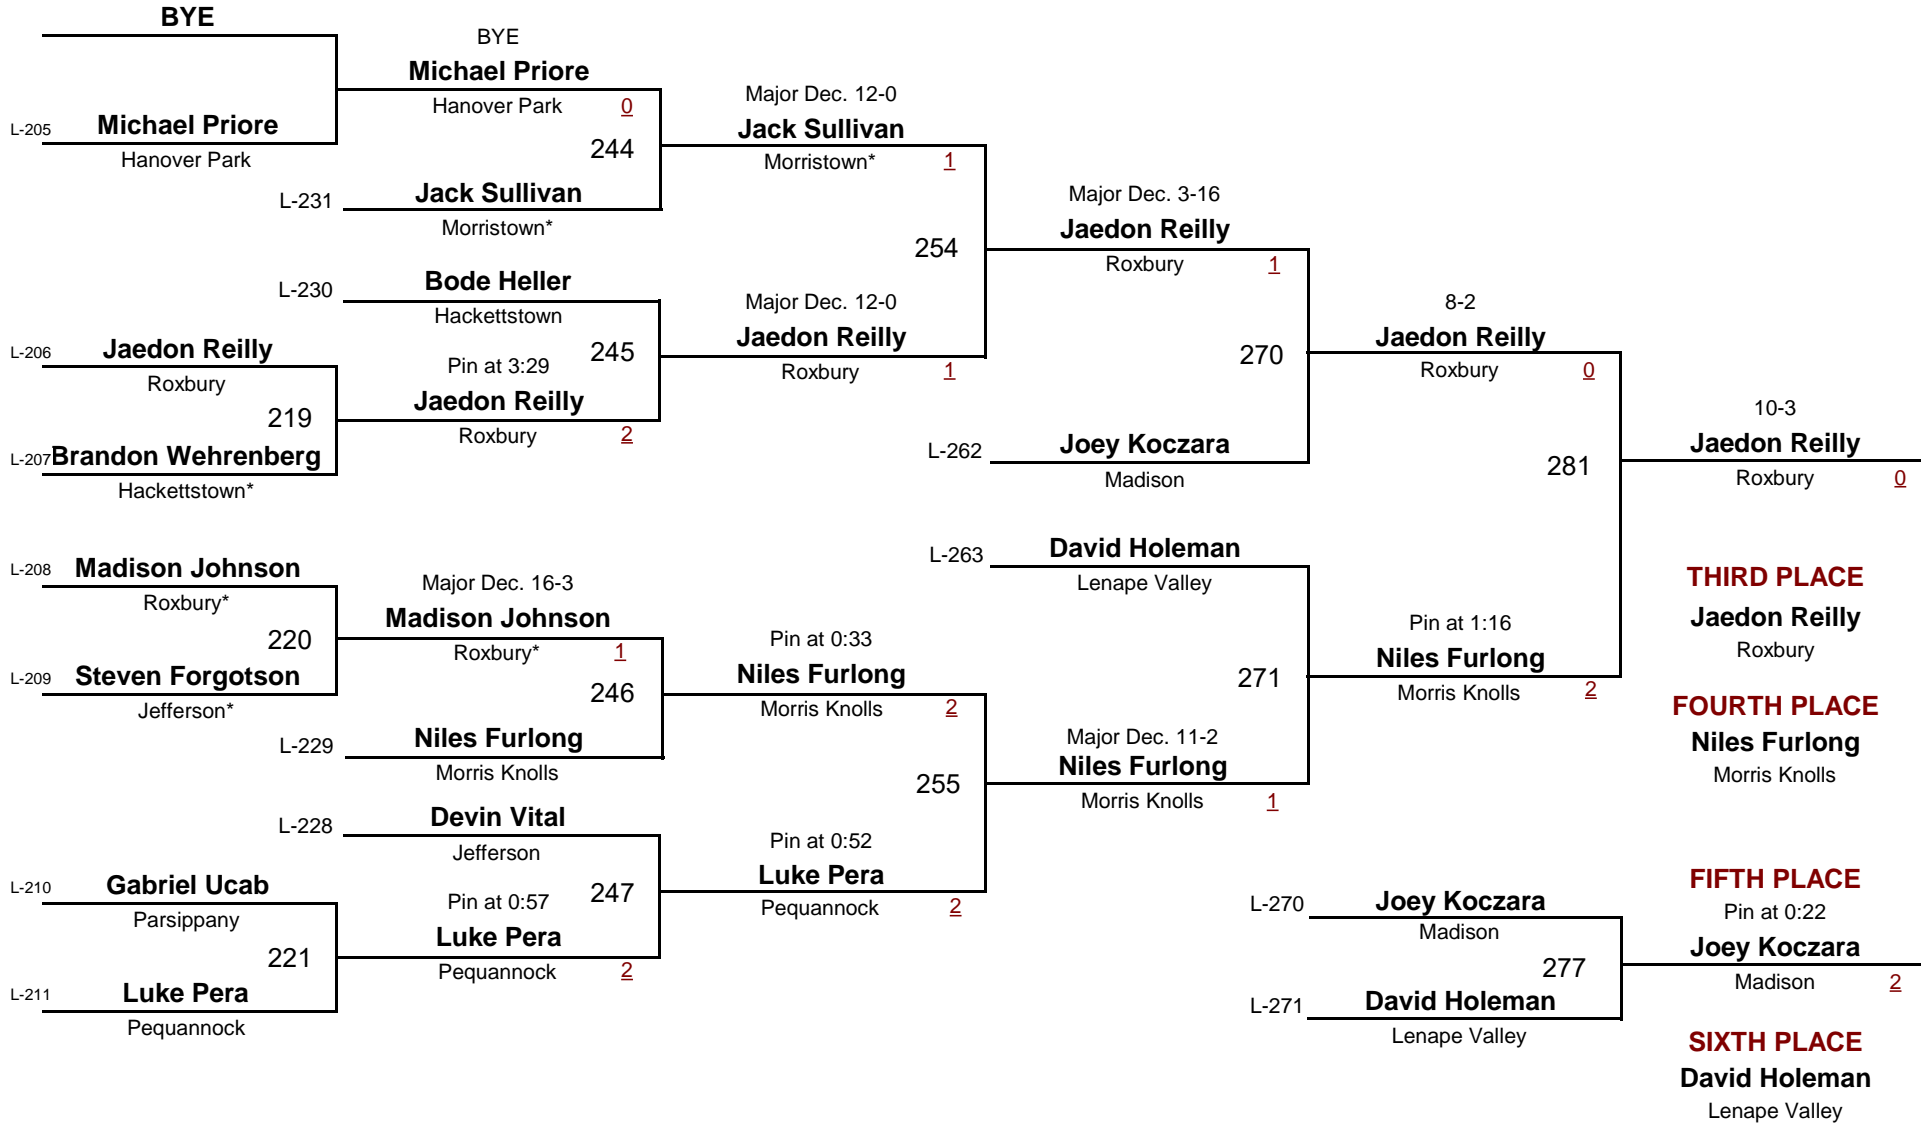 BYE
L-205 Michael Priore
Hanover Park
L-206 Jaedon Reilly
Roxbury
219
L-207 Brandon Wehrenberg
Hackettstown*
L-208 Madison Johnson
Roxbury*
220
L-209 Steven Forgotson
Jefferson*
L-210 Gabriel Ucab
Parsippany
221
L-211 Luke Pera
Pequannock
BYE
Michael Priore
Hanover Park 0
244
L-231 Jack Sullivan
Morristown*
L-230 Bode Heller
Hackettstown
245
Pin at 3:29
Jaedon Reilly
Roxbury 2
Major Dec. 16-3
Madison Johnson
Roxbury* 1
246
L-229 Niles Furlong
Morris Knolls
L-228 Devin Vital
Jefferson
247
Pin at 0:57
Luke Pera
Pequannock 2
Major Dec. 12-0
Jack Sullivan
Morristown* 1
254
Major Dec. 12-0
Jaedon Reilly
Roxbury 1
Pin at 0:33
Niles Furlong
Morris Knolls 2
255
Pin at 0:52
Luke Pera
Pequannock 2
Major Dec. 3-16
Jaedon Reilly
Roxbury 1
270
L-262 Joey Koczara
Madison
L-263 David Holeman
Lenape Valley
271
Major Dec. 11-2
Niles Furlong
Morris Knolls 1
8-2
Jaedon Reilly
Roxbury 0
281
Pin at 1:16
Niles Furlong
Morris Knolls 2
L-270 Joey Koczara
Madison
277
L-271 David Holeman
Lenape Valley
10-3
Jaedon Reilly
Roxbury 0
THIRD PLACE
Jaedon Reilly
Roxbury
FOURTH PLACE
Niles Furlong
Morris Knolls
FIFTH PLACE
Pin at 0:22
Joey Koczara
Madison 2
SIXTH PLACE
David Holeman
Lenape Valley